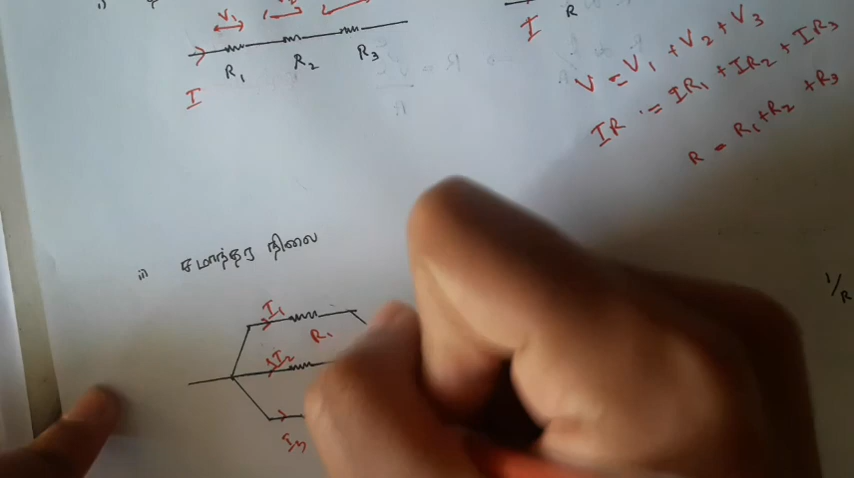 V₁
R₁ R₂ R₃
I
I R
V = V₁ + V₂ + V₃
IR = IR₁ + IR₂ + IR₃
R = R₁ + R₂ + R₃
ii) சமாந்தர நிலை
I₁
R₁
I₂
I₃
1/R